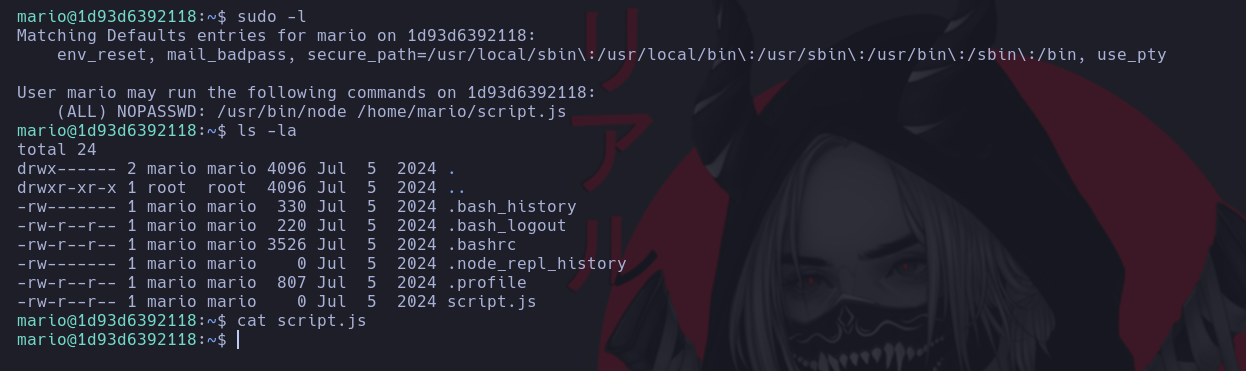 mario@1d93d6392118:~$ sudo -l
Matching Defaults entries for mario on 1d93d6392118:
    env_reset, mail_badpass, secure_path=/usr/local/sbin\:/usr/local/bin\:/usr/sbin\:/usr/bin\:/sbin\:/bin, use_pty

User mario may run the following commands on 1d93d6392118:
    (ALL) NOPASSWD: /usr/bin/node /home/mario/script.js
mario@1d93d6392118:~$ ls -la
total 24
drwx------ 2 mario mario 4096 Jul  5  2024 .
drwxr-xr-x 1 root  root  4096 Jul  5  2024 ..
-rw------- 1 mario mario  330 Jul  5  2024 .bash_history
-rw-r--r-- 1 mario mario  220 Jul  5  2024 .bash_logout
-rw-r--r-- 1 mario mario 3526 Jul  5  2024 .bashrc
-rw------- 1 mario mario    0 Jul  5  2024 .node_repl_history
-rw-r--r-- 1 mario mario  807 Jul  5  2024 .profile
-rw-r--r-- 1 mario mario    0 Jul  5  2024 script.js
mario@1d93d6392118:~$ cat script.js
mario@1d93d6392118:~$
リアル